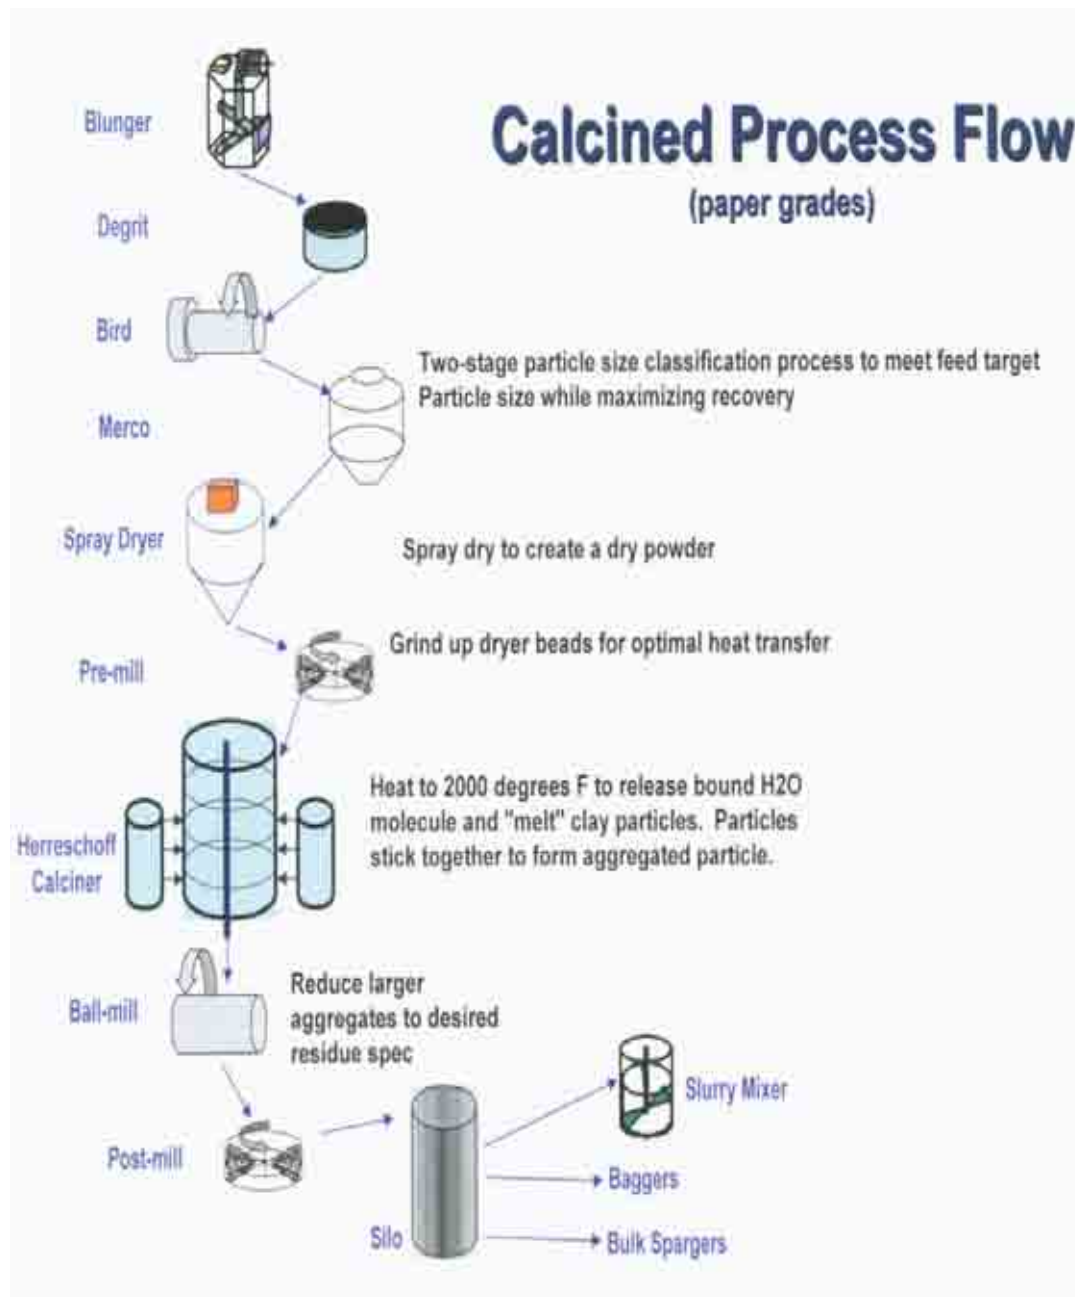 Calcined Process Flow
(paper grades)
Blunger
Degrit
Bird
Two-stage particle size classification process to meet feed target
Particle size while maximizing recovery
Merco
Spray Dryer
Spray dry to create a dry powder
Grind up dryer beads for optimal heat transfer
Pre-mill
Heat to 2000 degrees F to release bound H2O
molecule and "melt" clay particles. Particles
stick together to form aggregated particle.
Herreschoff
Calciner
Reduce larger
aggregates to desired
residue spec
Ball-mill
Slurry Mixer
Post-mill
Baggers
Silo
Bulk Spargers